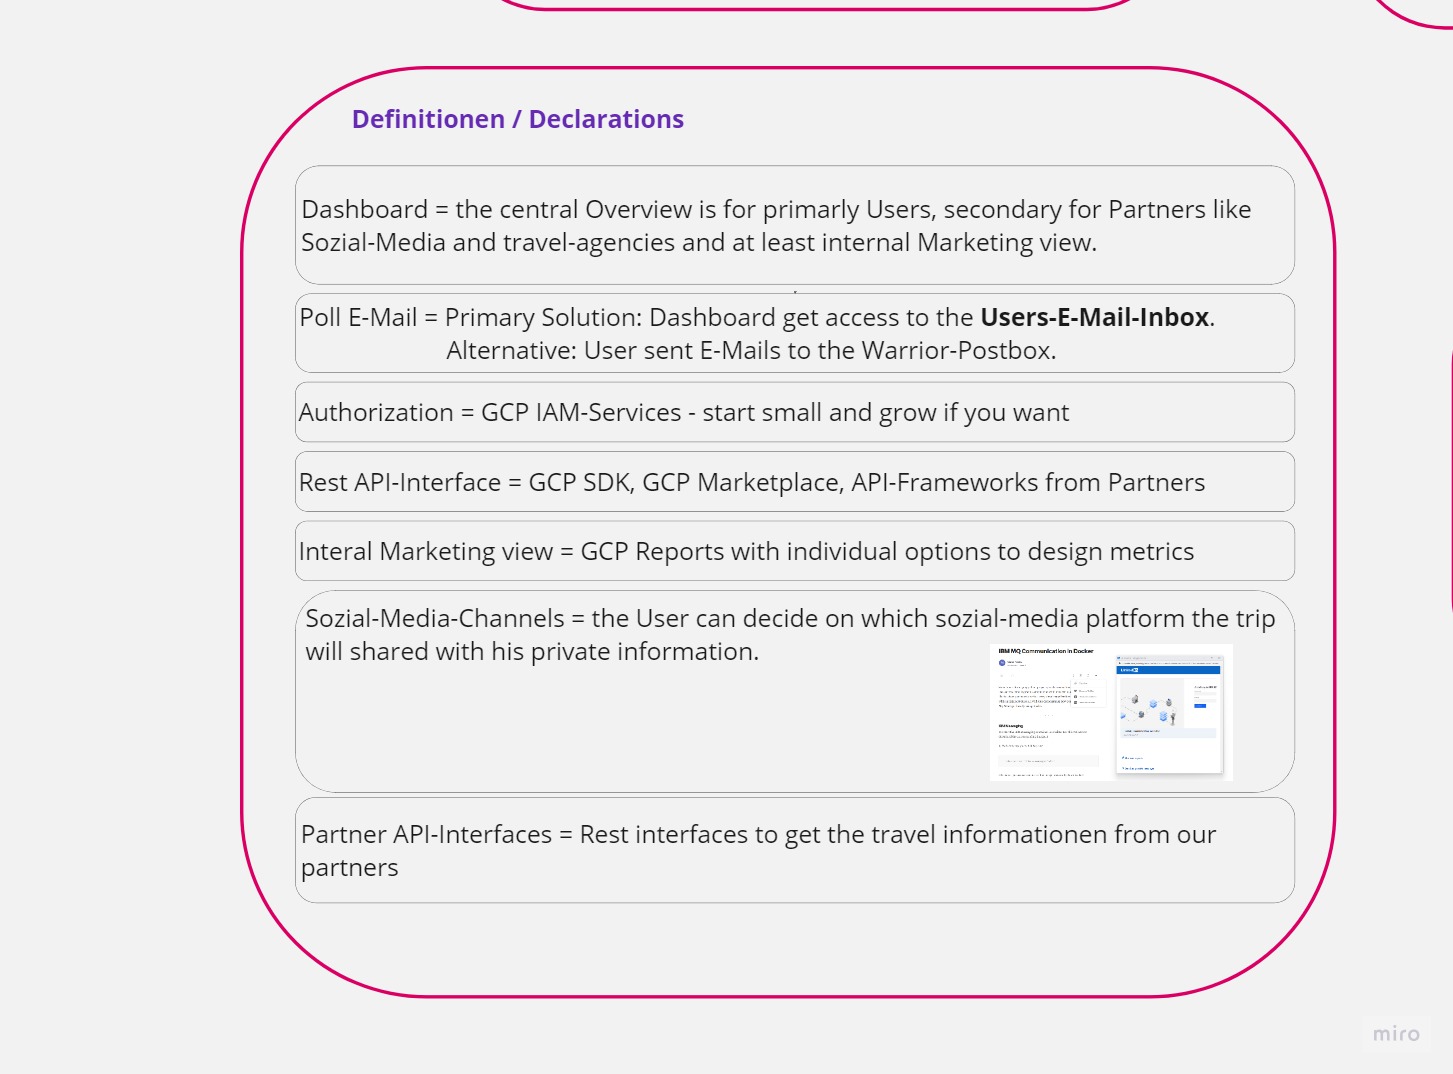 Definitionen / Declarations
Dashboard = the central Overview is for primarly Users, secondary for Partners like
Sozial-Media and travel-agencies and at least internal Marketing view.
Poll E-Mail = Primary Solution: Dashboard get access to the Users-E-Mail-Inbox.
Alternative: User sent E-Mails to the Warrior-Postbox.
Authorization = GCP IAM-Services - start small and grow if you want
Rest API-Interface = GCP SDK, GCP Marketplace, API-Frameworks from Partners
Interal Marketing view = GCP Reports with individual options to design metrics
Sozial-Media-Channels = the User can decide on which sozial-media platform the trip
will shared with his private information.
IBM MQ Communication in Docker
Partner API-Interfaces = Rest interfaces to get the travel informationen from our
partners
miro